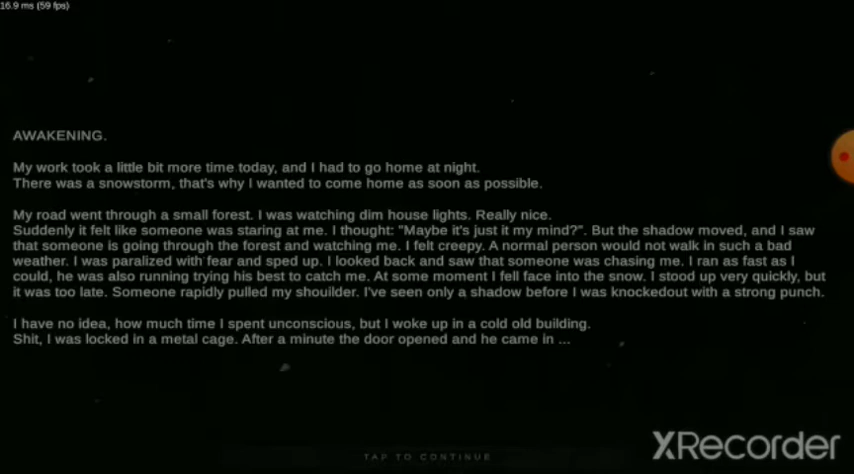 16.9 ms (59 fps)
AWAKENING.
My work took a little bit more time today, and I had to go home at night.
There was a snowstorm, that's why I wanted to come home as soon as possible.
My road went through a small forest. I was watching dim house lights. Really nice.
Suddenly it felt like someone was staring at me. I thought: "Maybe it's just it my mind?". But the shadow moved, and I saw
that someone is going through the forest and watching me. I felt creepy. A normal person would not walk in such a bad
weather. I was paralized with fear and sped up. I looked back and saw that someone was chasing me. I ran as fast as I
could, he was also running trying his best to catch me. At some moment I fell face into the snow. I stood up very quickly, but
it was too late. Someone rapidly pulled my shoulder. I've seen only a shadow before I was knockedout with a strong punch.
I have no idea, how much time I spent unconscious, but I woke up in a cold old building.
Shit, I was locked in a metal cage. After a minute the door opened and he came in ...
TAP TO CONTINUE
XRecorder